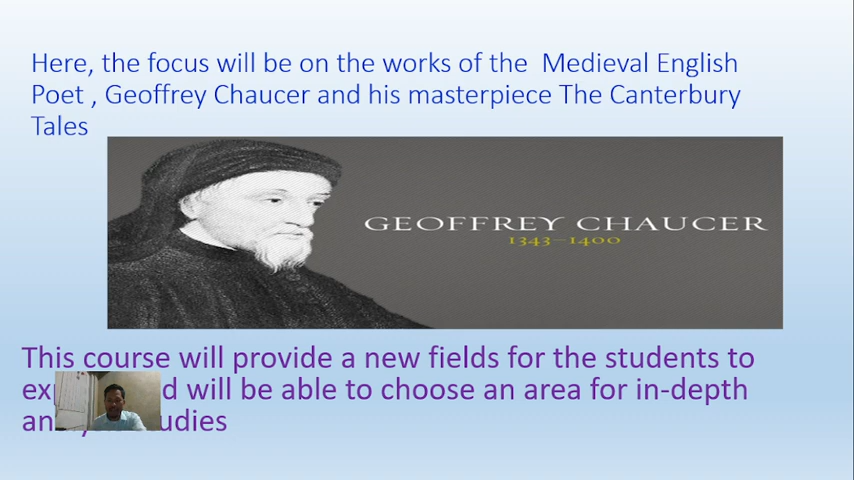 Here, the focus will be on the works of the Medieval English
Poet , Geoffrey Chaucer and his masterpiece The Canterbury
Tales
GEOFFREY CHAUCER
1343-1400
This course will provide a new fields for the students to
will be able to choose an area for in-depth